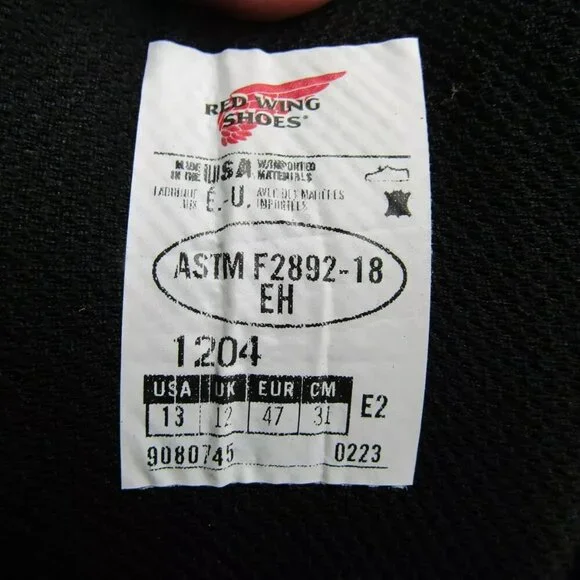 RED WING
SHOES®
MADE IN THE USA W/IMPORTED MATERIALS
FABRIQUÉ AUX É.-U. AVEC DES MATIÈRES IMPORTÉES
ASTM F2892-18
EH
1204
USA UK EUR CM
13 12 47 31 E2
9080745 0223